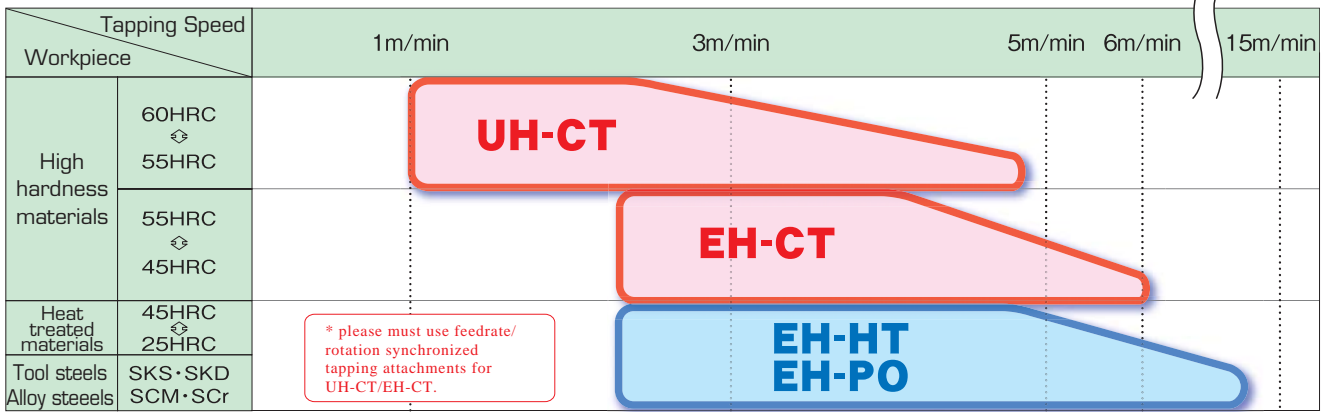 Tapping Speed
Workpiece
1m/min
3m/min
5m/min
6m/min
15m/min
High
hardness
materials
60HRC
⇕
55HRC
UH-CT
55HRC
⇕
45HRC
EH-CT
Heat
treated
materials
45HRC
⇕
25HRC
* please must use feedrate/
rotation synchronized
tapping attachments for
UH-CT/EH-CT.
EH-HT
EH-PO
Tool steels
SKS・SKD
Alloy steeels
SCM・SCr